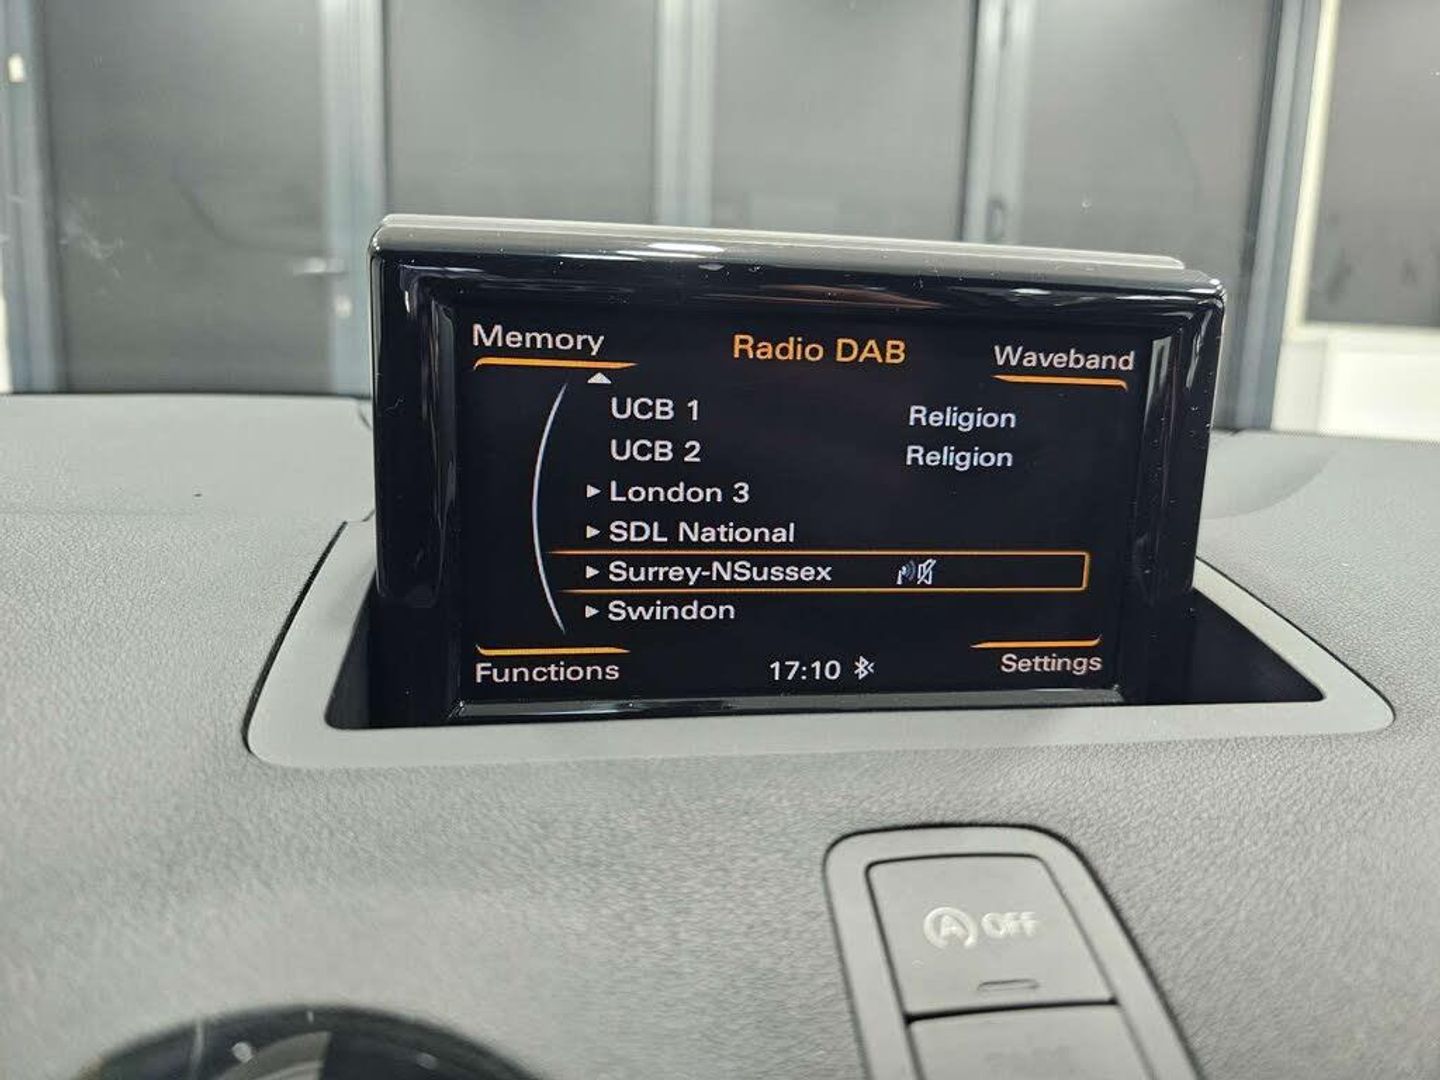 Memory
Radio DAB
Waveband
UCB 1 Religion
UCB 2 Religion
London 3
SDL National
Surrey-NSussex
Swindon
Functions
17:10
Settings
A OFF